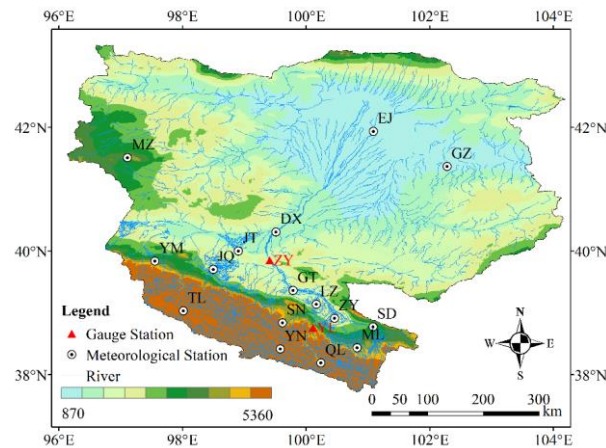 96°E 98°E 100°E 102°E 104°E
42°N
40°N
38°N
EJ
MZ
GZ
DX
JT
ZY
YM
JQ
GT
LZ
TL
SN
ZY
SD
YN
ML
QL
Legend
Gauge Station
Meteorological Station
River
870 5360
N
W E
S
0 50 100 200 300
km
96°E 98°E 100°E 102°E 104°E
42°N
40°N
38°N